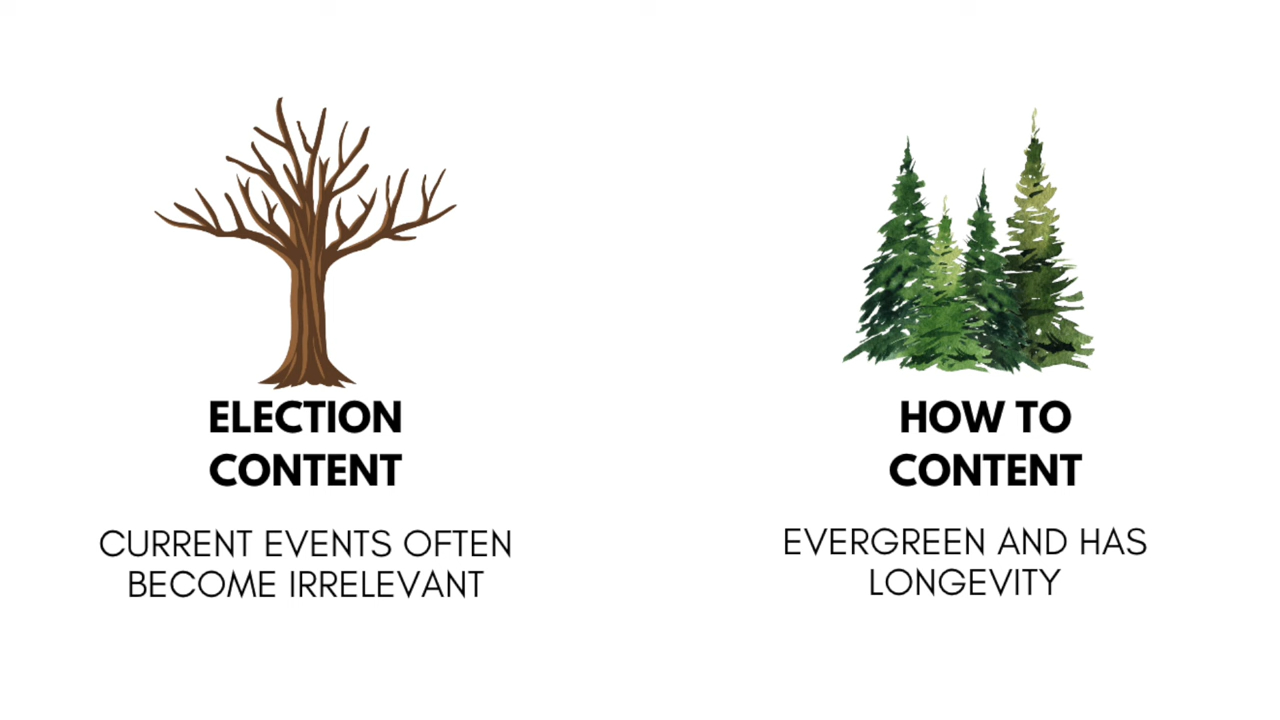 ELECTION
CONTENT
CURRENT EVENTS OFTEN
BECOME IRRELEVANT
HOW TO
CONTENT
EVERGREEN AND HAS
LONGEVITY